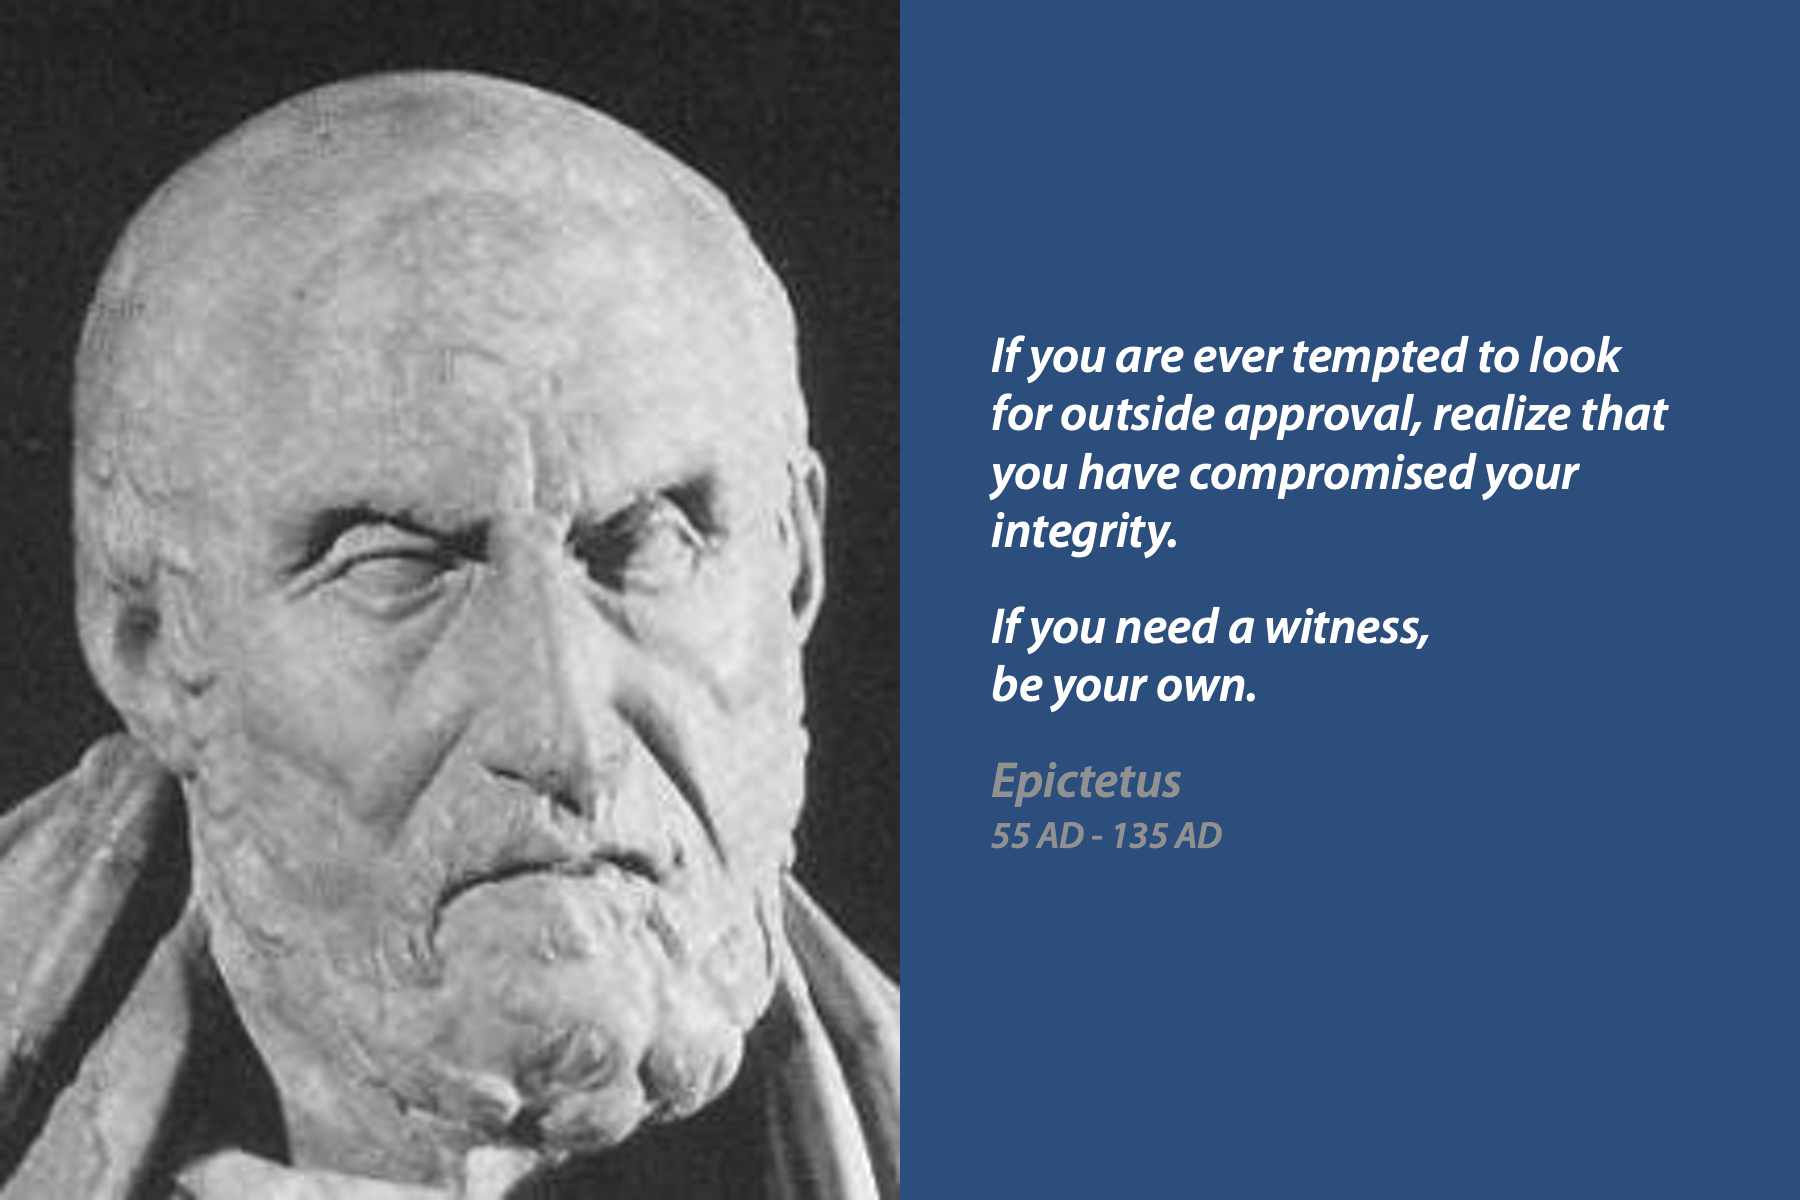 If you are ever tempted to look
for outside approval, realize that
you have compromised your
integrity.
If you need a witness,
be your own.
Epictetus
55 AD - 135 AD